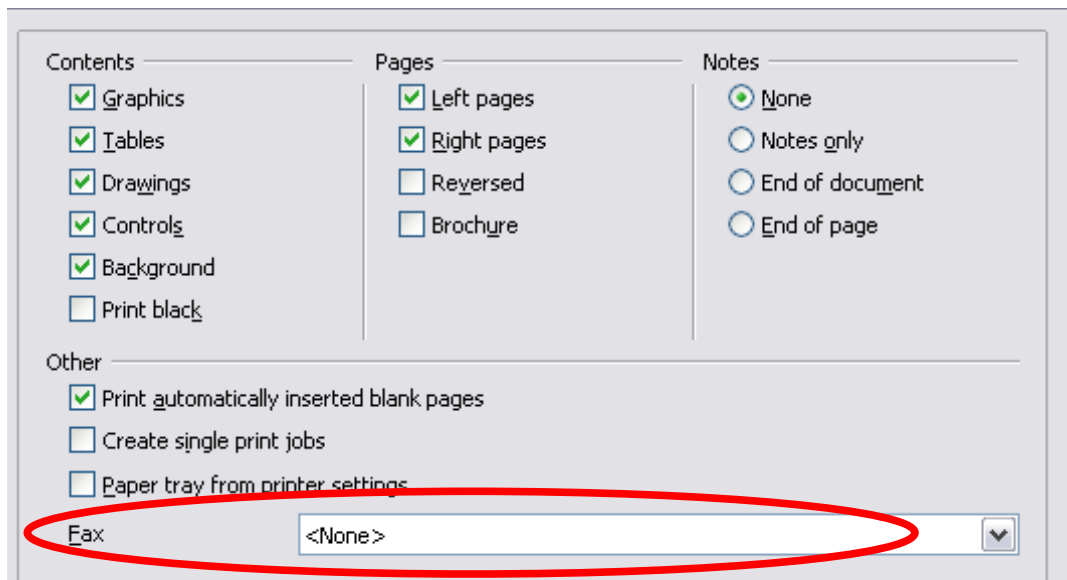 Contents
Graphics
Tables
Drawings
Controls
Background
Print black
Pages
Left pages
Right pages
Reversed
Brochure
Notes
None
Notes only
End of document
End of page
Other
Print automatically inserted blank pages
Create single print jobs
Paper tray from printer settings
Fax
<None>